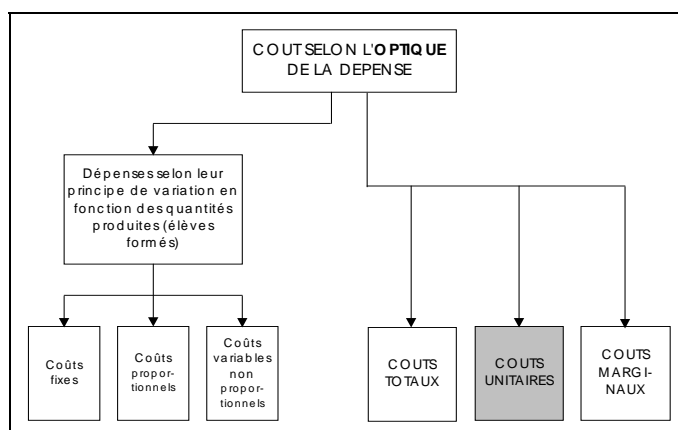 COUT SELON L'OPTIQUE
DE LA DEPENSE
Dépenses selon leur
principe de variation en
fonction des quantités
produites (élèves
formés)
Coûts
fixes
Coûts
propor-
tionnels
Coûts
variables
non
propor-
tionnels
COUTS
TOTAUX
COUTS
UNITAIRES
COUTS
MARGI-
NAUX